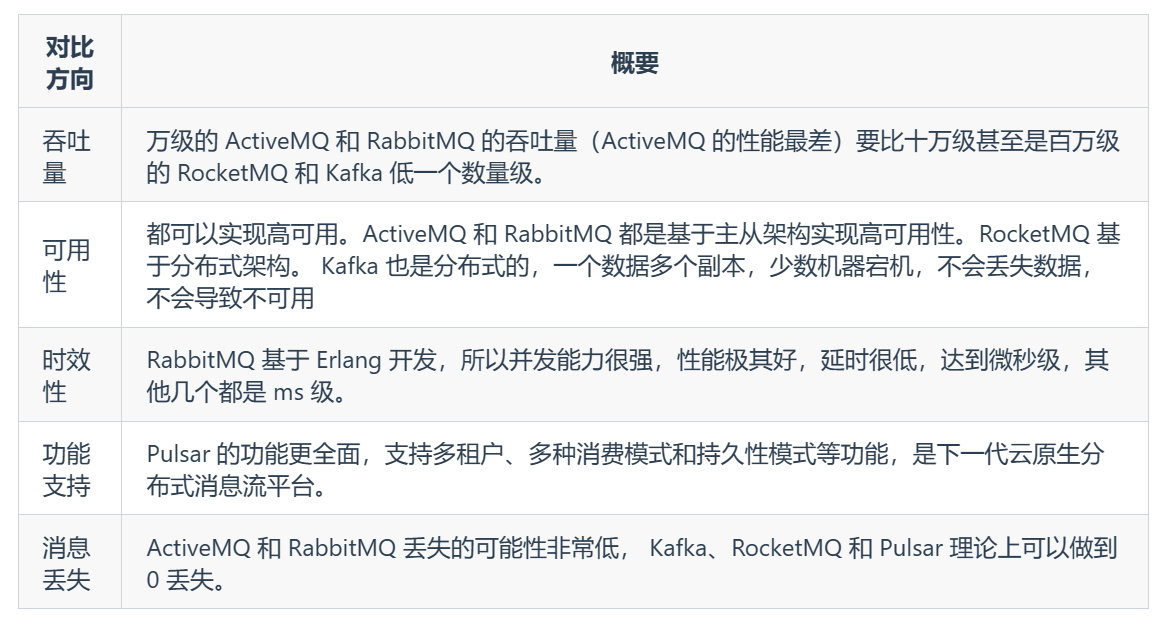 对比
方向
概要
吞吐
量
万级的 ActiveMQ 和 RabbitMQ 的吞吐量（ActiveMQ 的性能最差）要比十万级甚至是百万级
的 RocketMQ 和 Kafka 低一个数量级。
可用
性
都可以实现高可用。ActiveMQ 和 RabbitMQ 都是基于主从架构实现高可用性。RocketMQ 基
于分布式架构。 Kafka 也是分布式的，一个数据多个副本，少数机器宕机，不会丢失数据，
不会导致不可用
时效
性
RabbitMQ 基于 Erlang 开发，所以并发能力很强，性能极其好，延时很低，达到微秒级，其
他几个都是 ms 级。
功能
支持
Pulsar 的功能更全面，支持多租户、多种消费模式和持久性模式等功能，是下一代云原生分
布式消息流平台。
消息
丢失
ActiveMQ 和 RabbitMQ 丢失的可能性非常低， Kafka、RocketMQ 和 Pulsar 理论上可以做到
0 丢失。